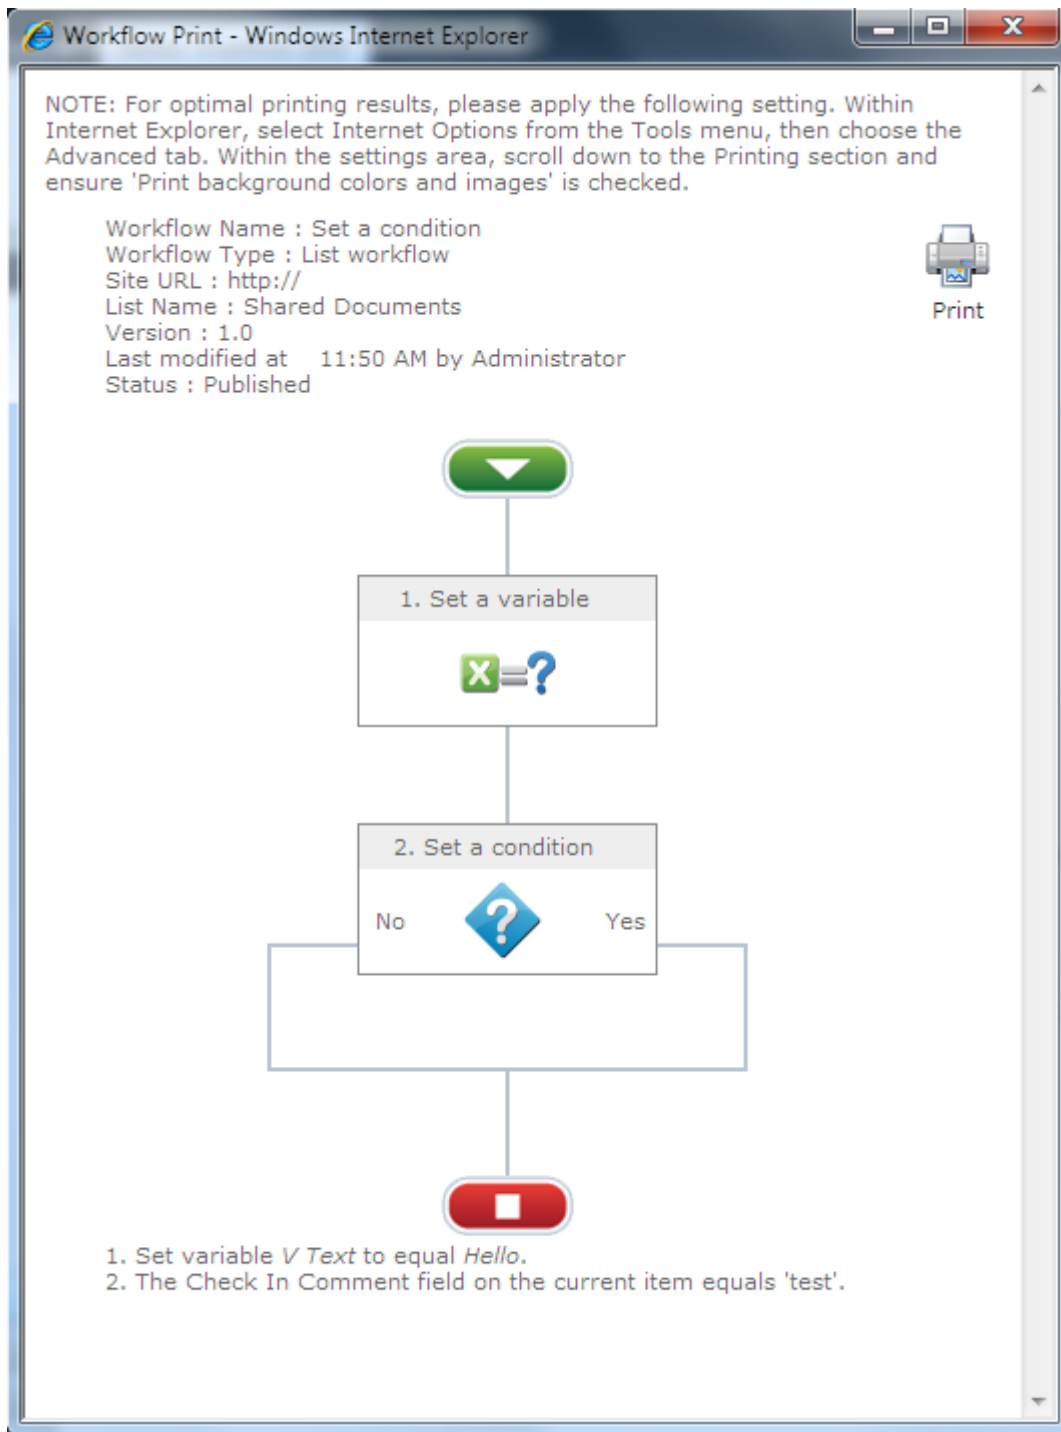 Workflow Print - Windows Internet Explorer
NOTE: For optimal printing results, please apply the following setting. Within
Internet Explorer, select Internet Options from the Tools menu, then choose the
Advanced tab. Within the settings area, scroll down to the Printing section and
ensure 'Print background colors and images' is checked.
Workflow Name : Set a condition
Workflow Type : List workflow
Site URL : http://
List Name : Shared Documents
Version : 1.0
Last modified at 11:50 AM by Administrator
Status : Published
Print
1. Set a variable
X=?
2. Set a condition
No ? Yes
1. Set variable V Text to equal Hello.
2. The Check In Comment field on the current item equals 'test'.